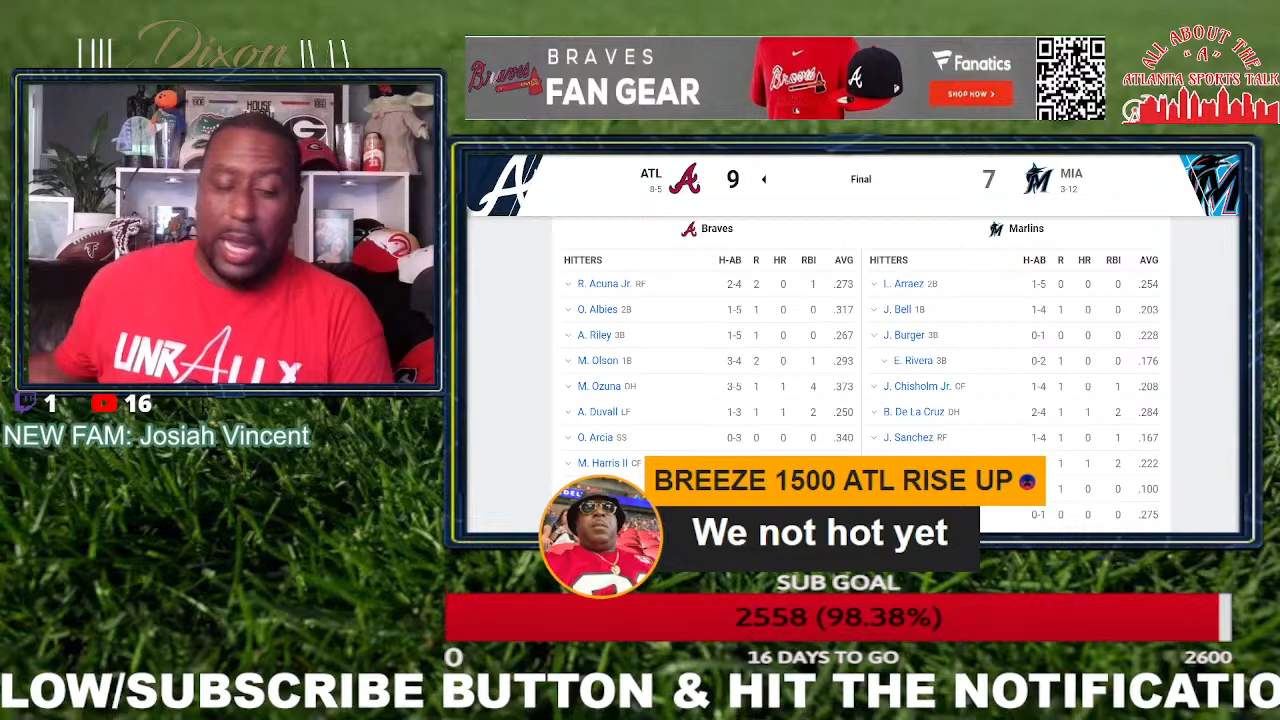 Dixon
BRAVES
FAN GEAR
Braves
Fanatics
SHOP NOW >
ALL ABOUT THE
"A"
ATLANTA SPORTS TALK
HOUSE
UNRALLX
ATL
8-5
9
Final
7
MIA
3-12
Braves
Marlins
HITTERS H-AB R HR RBI AVG
R. Acuna Jr. RF 2-4 2 0 1 .273
O. Albies 2B 1-5 1 0 0 .317
A. Riley 3B 1-5 1 0 0 .267
M. Olson 1B 3-4 2 0 1 .293
M. Ozuna DH 3-5 1 1 4 .373
A. Duvall LF 1-3 1 1 2 .250
O. Arcia SS 0-3 0 0 0 .340
M. Harris II CF
HITTERS H-AB R HR RBI AVG
L. Arraez 2B 1-5 0 0 0 .254
J. Bell 1B 1-4 1 0 0 .203
J. Burger 3B 0-1 0 0 0 .228
E. Rivera 3B 0-2 1 0 0 .176
J. Chisholm Jr. CF 1-4 1 0 1 .208
B. De La Cruz DH 2-4 1 1 2 .284
J. Sanchez RF 1-4 1 0 1 .167
1 1 2 .222
1 0 0 .100
0-1 0 0 0 .275
1 16
NEW FAM: Josiah Vincent
BREEZE 1500 ATL RISE UP
We not hot yet
SUB GOAL
2558 (98.38%)
0 16 DAYS TO GO 2600
LOW/SUBSCRIBE BUTTON & HIT THE NOTIFICATIO